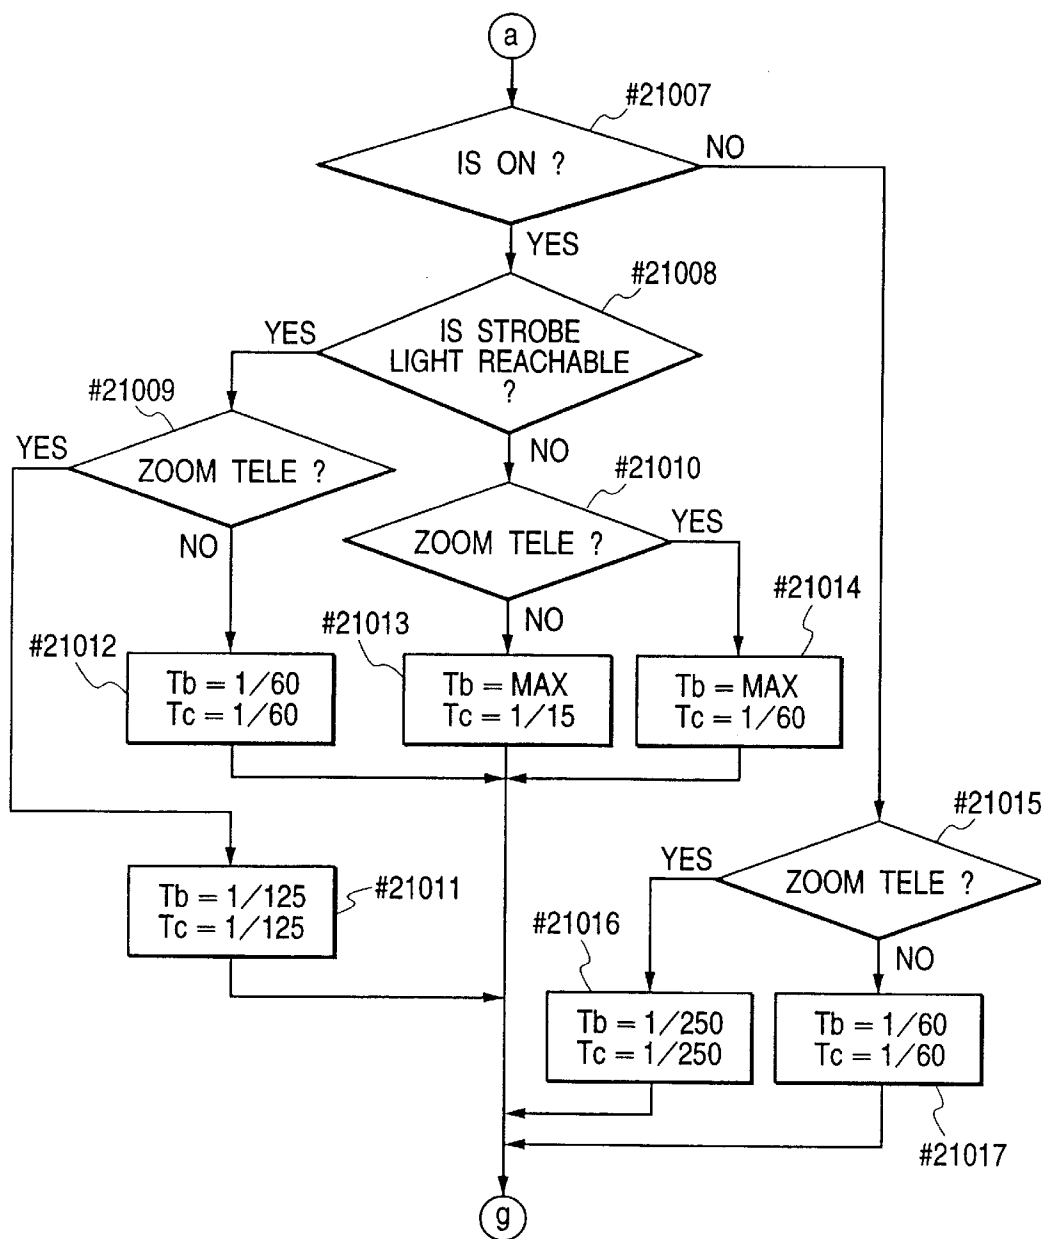 a
#21007
IS ON ?
NO
YES
#21008
IS STROBE
LIGHT REACHABLE
?
YES
NO
#21009
ZOOM TELE ?
YES
NO
#21010
ZOOM TELE ?
YES
NO
#21012
Tb = 1/60
Tc = 1/60
#21013
Tb = MAX
Tc = 1/15
#21014
Tb = MAX
Tc = 1/60
#21015
ZOOM TELE ?
YES
NO
Tb = 1/125
Tc = 1/125
#21011
#21016
Tb = 1/250
Tc = 1/250
Tb = 1/60
Tc = 1/60
#21017
g